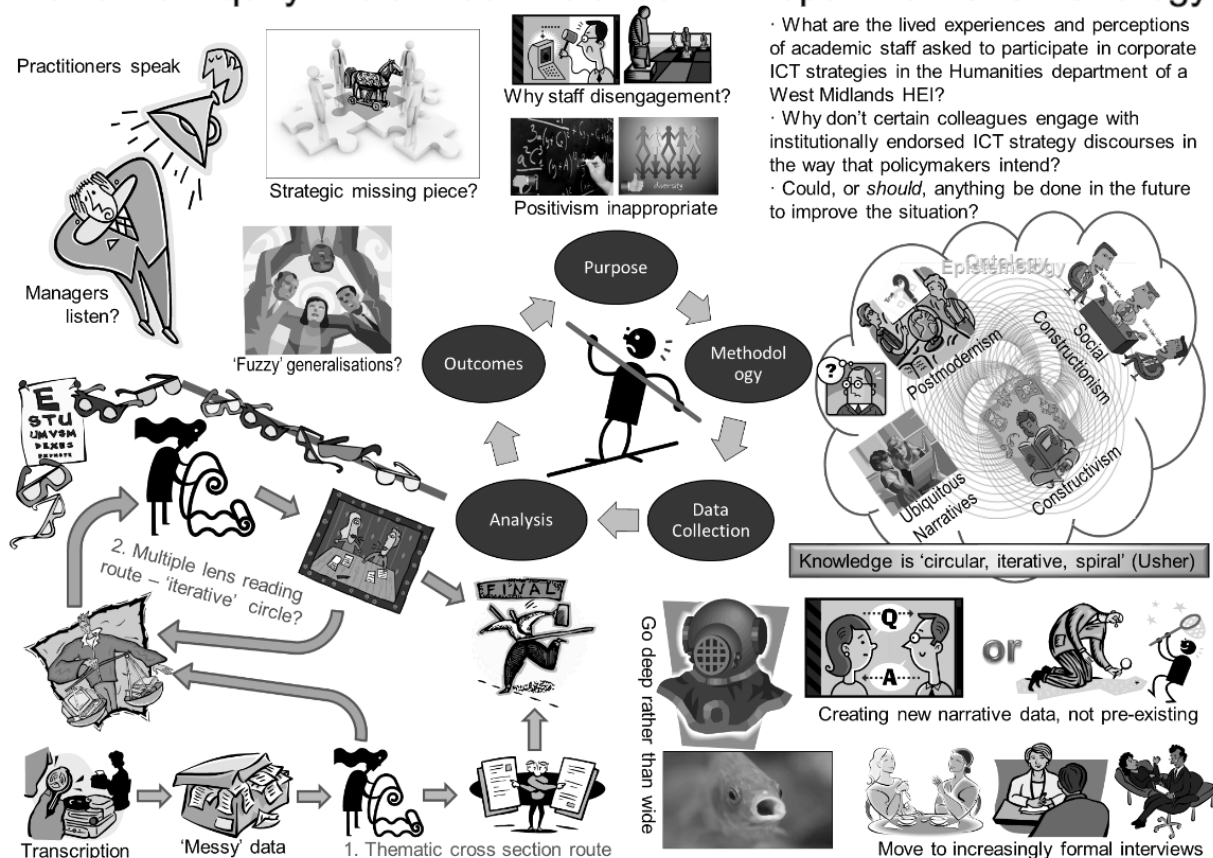 Practitioners speak
Managers
listen?
Strategic missing piece?
'Fuzzy' generalisations?
Why staff disengagement?
diversity
Positivism inappropriate
· What are the lived experiences and perceptions
of academic staff asked to participate in corporate
ICT strategies in the Humanities department of a
West Midlands HEI?
· Why don't certain colleagues engage with
institutionally endorsed ICT strategy discourses in
the way that policymakers intend?
· Could, or should, anything be done in the future
to improve the situation?
Purpose
Methodol
ogy
Data
Collection
Analysis
Outcomes
Ontology
Epistemology
Postmodernism
Social
Constructionism
Constructivism
Ubiquitous
Narratives
?
Knowledge is 'circular, iterative, spiral' (Usher)
E
STU
UMVSM
2. Multiple lens reading
route – 'iterative' circle?
FINAL
Go deep rather than wide
Q
A
or
Creating new narrative data, not pre-existing
Move to increasingly formal interviews
Transcription
'Messy' data
1. Thematic cross section route